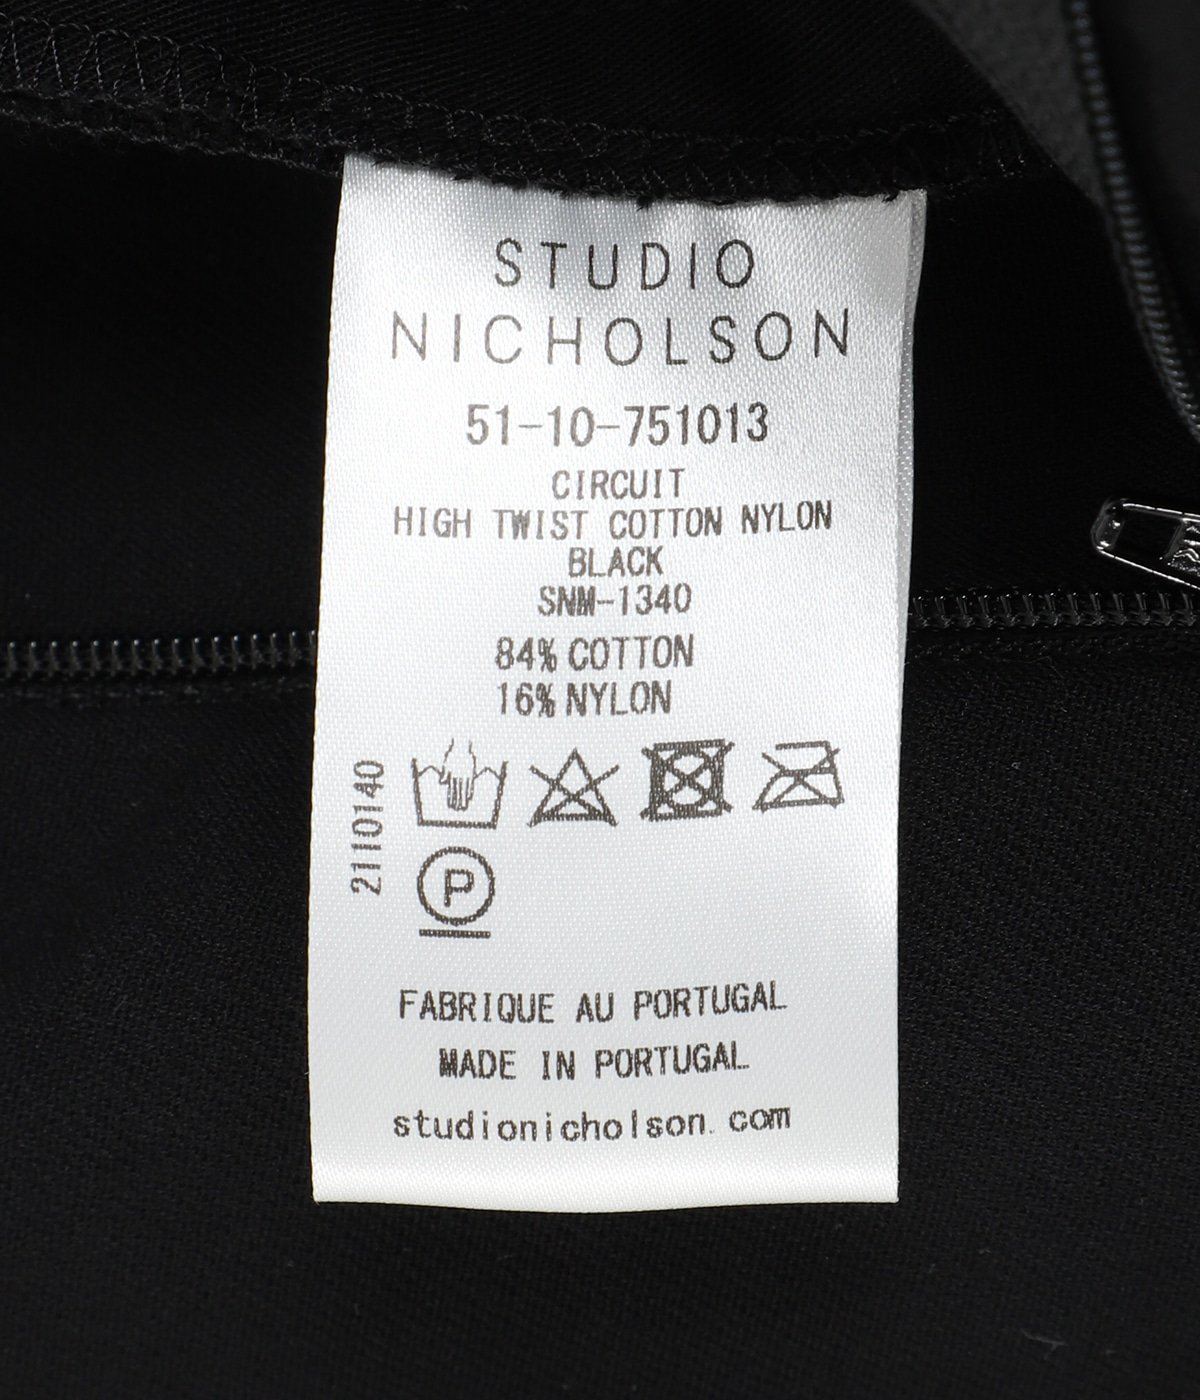 STUDIO
NICHOLSON
51-10-751013
CIRCUIT
HIGH TWIST COTTON NYLON
BLACK
SNM-1340
84% COTTON
16% NYLON
2110140
P
FABRIQUE AU PORTUGAL
MADE IN PORTUGAL
studionicholson.com